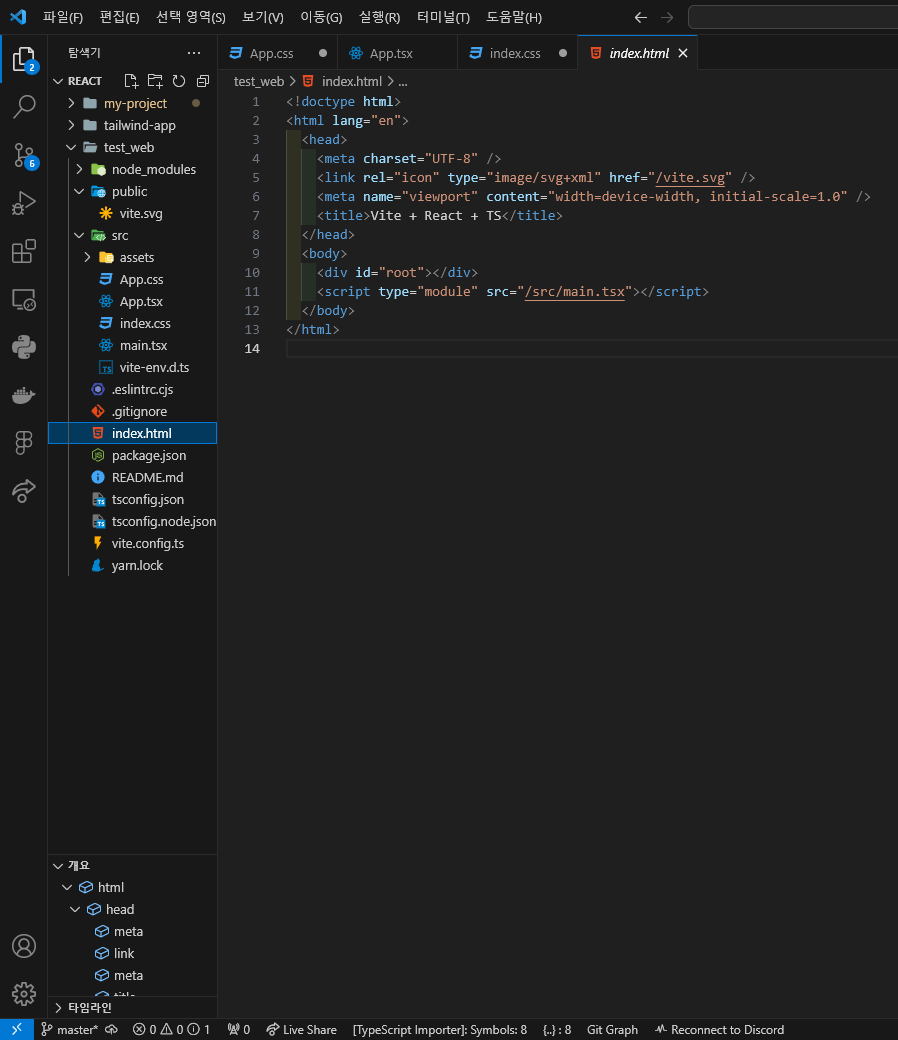 파일(F) 편집(E) 선택 영역(S) 보기(V) 이동(G) 실행(R) 터미널(T) 도움말(H)
탐색기
REACT
my-project
tailwind-app
test_web
node_modules
public
vite.svg
src
assets
App.css
App.tsx
index.css
main.tsx
vite-env.d.ts
.eslintrc.cjs
.gitignore
index.html
package.json
README.md
tsconfig.json
tsconfig.node.json
vite.config.ts
yarn.lock
2
6
App.css App.tsx index.css index.html
test_web > index.html > ...
1 <!doctype html>
2 <html lang="en">
3 <head>
4 <meta charset="UTF-8" />
5 <link rel="icon" type="image/svg+xml" href="/vite.svg" />
6 <meta name="viewport" content="width=device-width, initial-scale=1.0" />
7 <title>Vite + React + TS</title>
8 </head>
9 <body>
10 <div id="root"></div>
11 <script type="module" src="/src/main.tsx"></script>
12 </body>
13 </html>
14
개요
html
head
meta
link
meta
title
타임라인
master* 0 0 1 0 Live Share [TypeScript Importer]: Symbols: 8 {..} : 8 Git Graph Reconnect to Discord